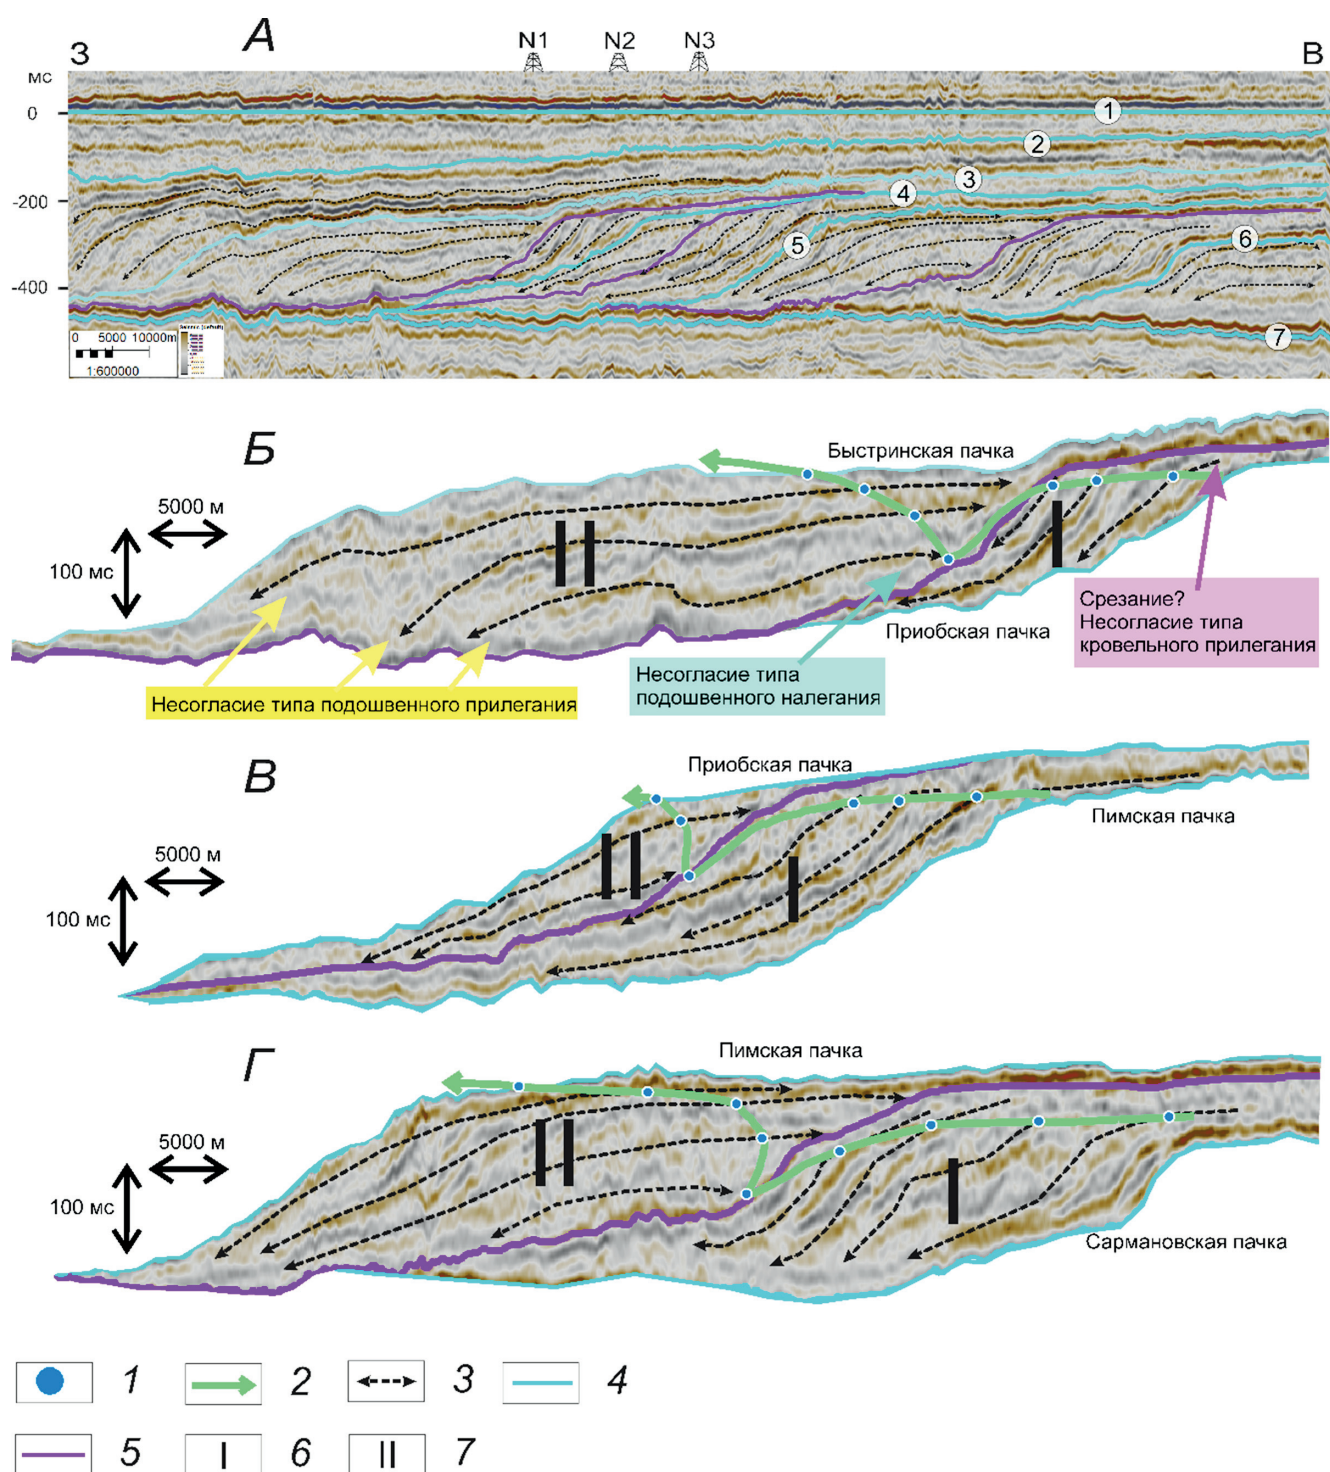 А
З
N1 N2 N3
В
мс
0
-200
-400
1
2
3
4
5
6
7
0 5000 10000m
1:600000
Б
Быстринская пачка
5000 м
100 мс
II
I
Приобская пачка
Срезание?
Несогласие типа
кровельного прилегания
Несогласие типа
подошвенного налегания
Несогласие типа подошвенного прилегания
В
Приобская пачка
Пимская пачка
5000 м
100 мс
II
I
Г
Пимская пачка
5000 м
100 мс
II
I
Сармановская пачка
1 2 3 4
5 I 6 II 7